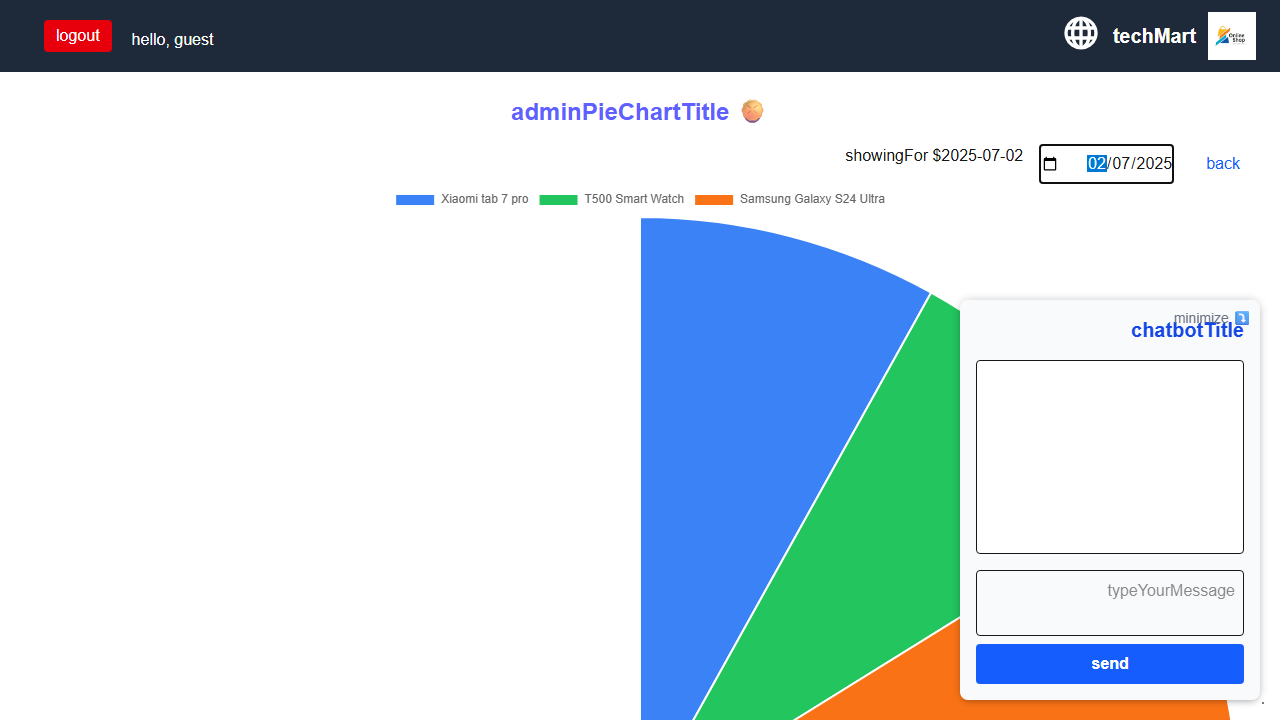 logout
hello, guest
techMart
Online Shop
adminPieChartTitle
showingFor $2025-07-02
02/07/2025
back
Xiaomi tab 7 pro
T500 Smart Watch
Samsung Galaxy S24 Ultra
minimize
chatbotTitle
typeYourMessage
send
.